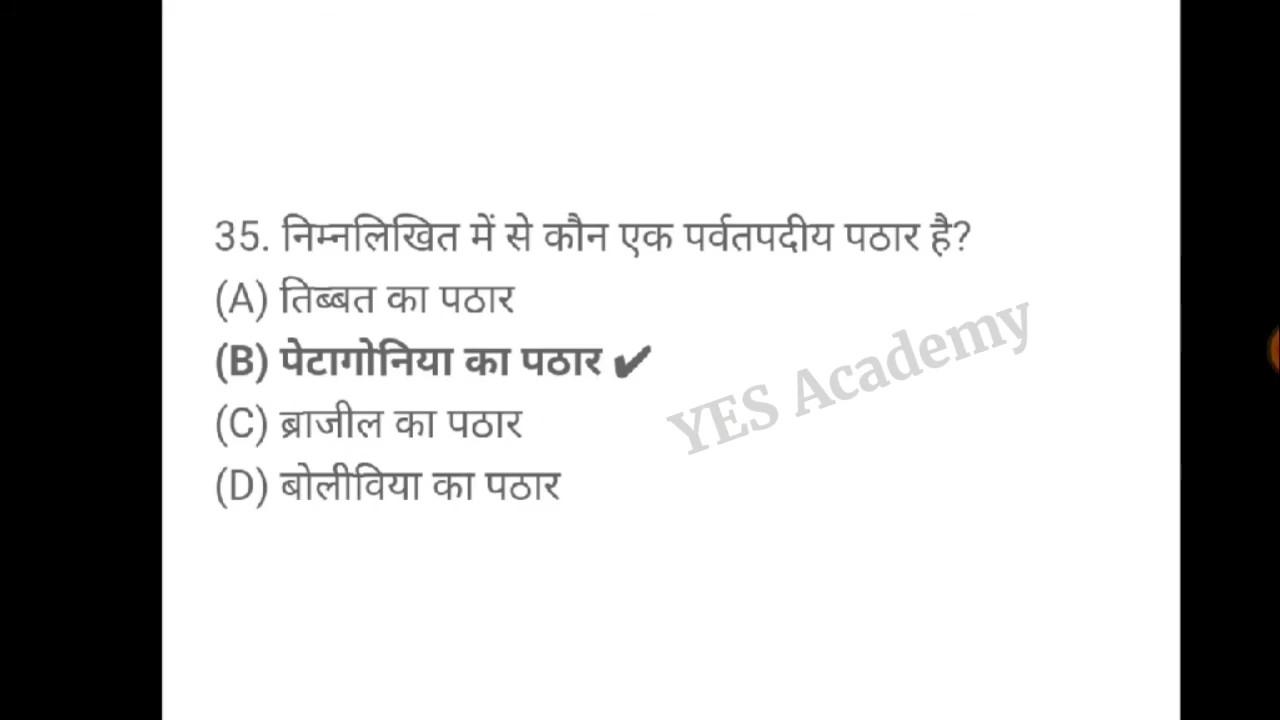 35. निम्नलिखित में से कौन एक पर्वतपदीय पठार है?
(A) तिब्बत का पठार
(B) पेटागोनिया का पठार ✔
(C) ब्राजील का पठार
(D) बोलीविया का पठार
YES Academy